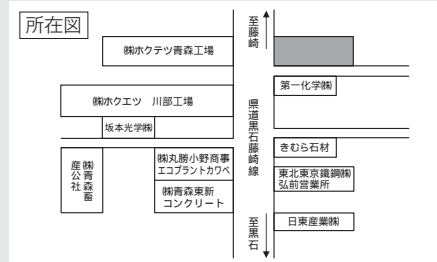 所在図
至藤崎
㈱ホクテツ青森工場
第一化学㈱
㈱ホクエツ 川部工場
県道黒石藤崎線
坂本光学㈱
きむら石材
㈱青森畜産公社
㈱丸勝小野商事
エコプラントカワベ
東北東京鐵鋼㈱
弘前営業所
㈱青森東新
コンクリート
至黒石
日東産業㈱